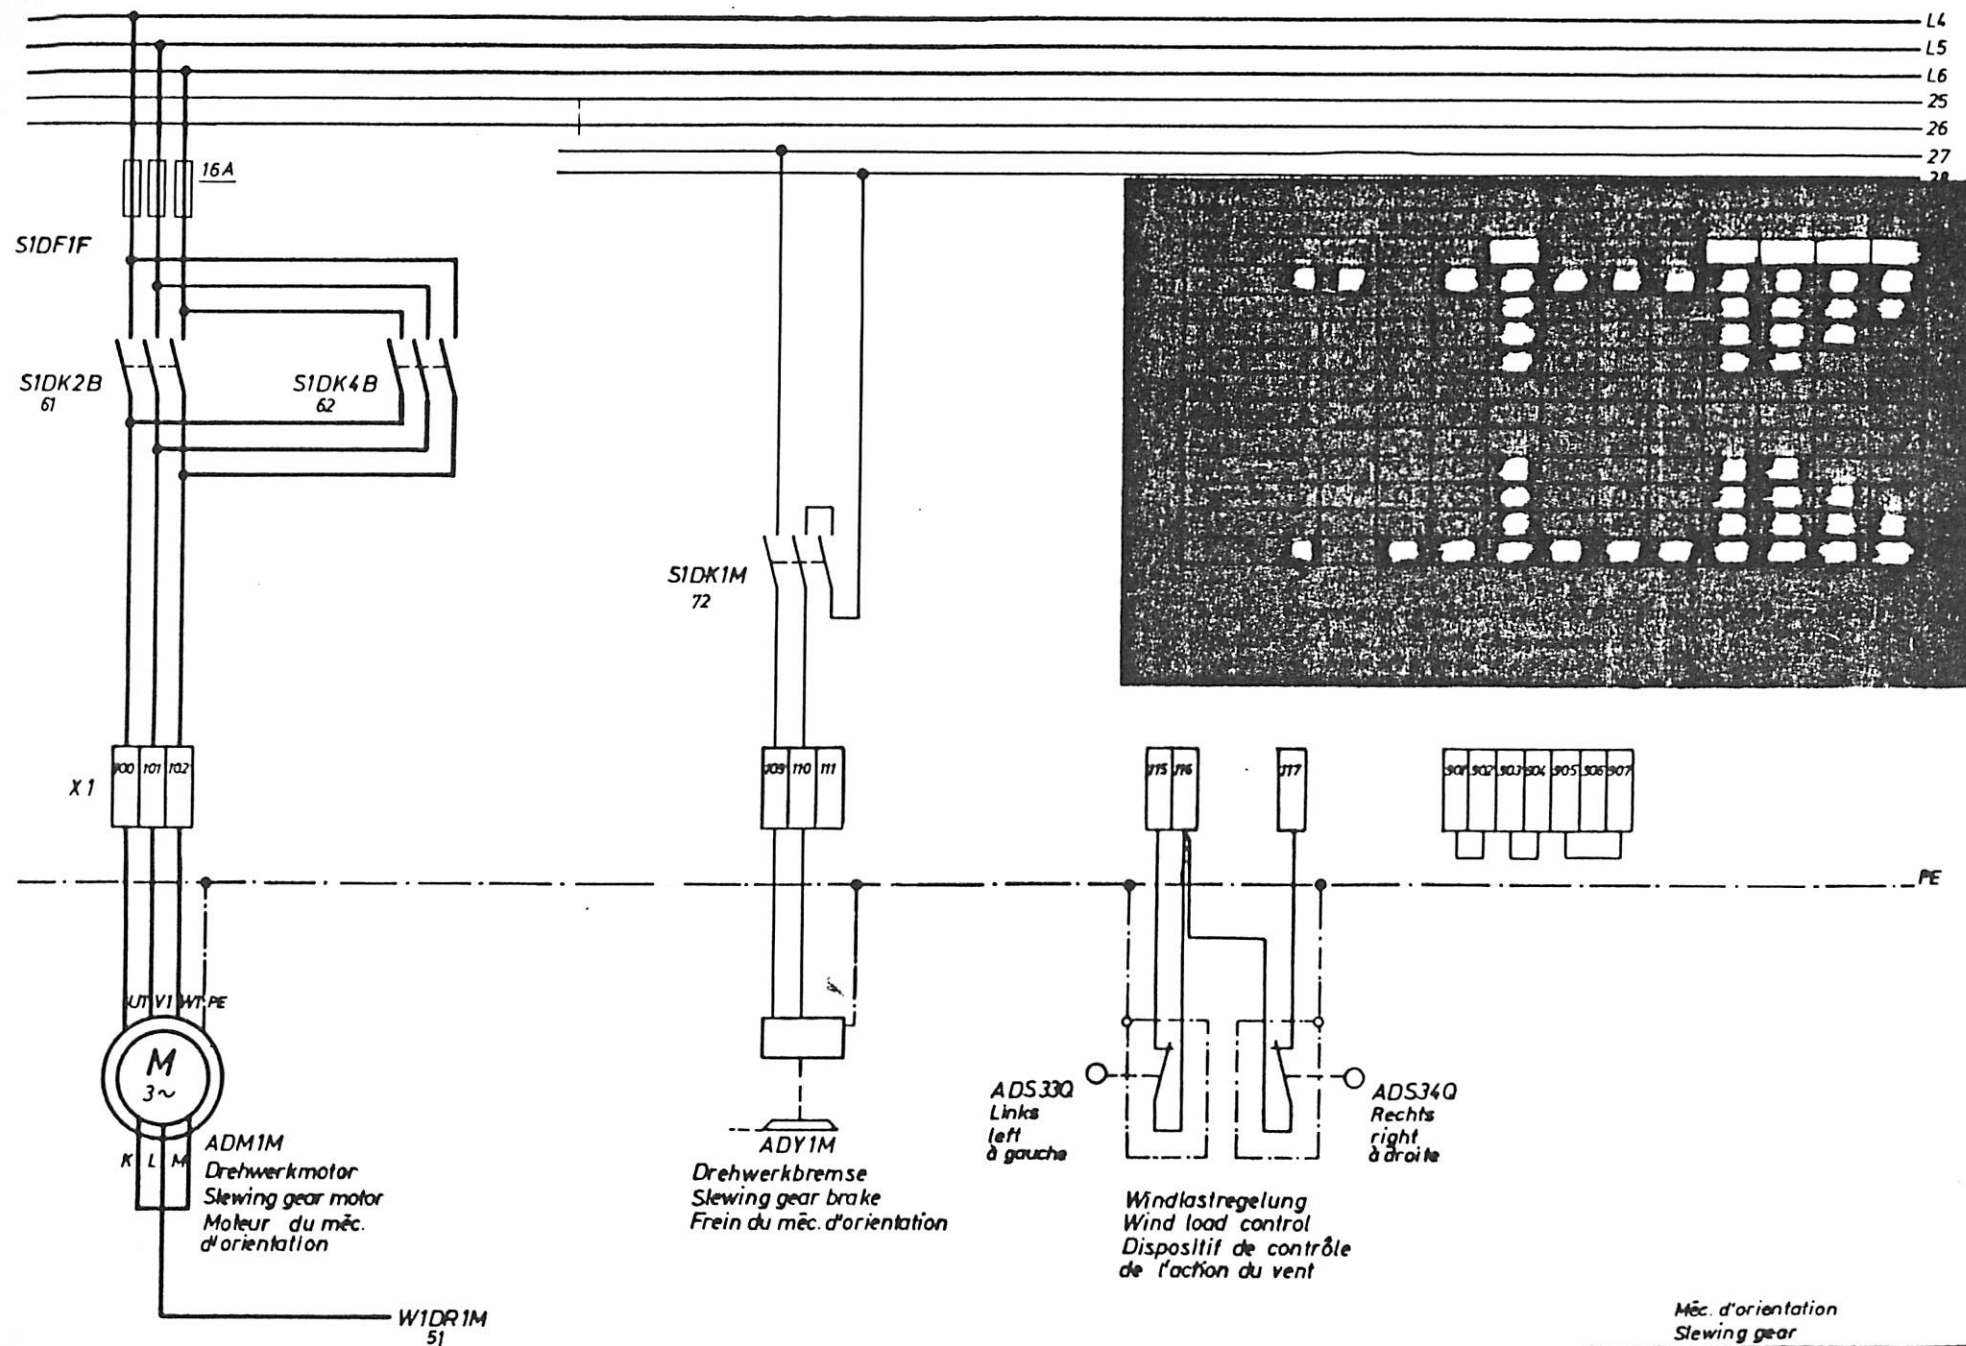 L4
L5
L6
25
26
27
28
16A
S1DF1F
S1DK2B
61
S1DK4B
62
S1DK1M
72
X1
100 101 102
109 110 111
115 116
117
901 902 903 904 905 906 907
PE
U1 V1 W1 PE
M
3~
K L M
ADM1M
Drehwerkmotor
Slewing gear motor
Moteur du méc.
d'orientation
W1DR1M
51
ADY1M
Drehwerkbremse
Slewing gear brake
Frein du méc. d'orientation
ADS33Q
Links
left
à gauche
ADS34Q
Rechts
right
à droite
Windlastregelung
Wind load control
Dispositif de contrôle
de l'action du vent
Méc. d'orientation
Slewing gear